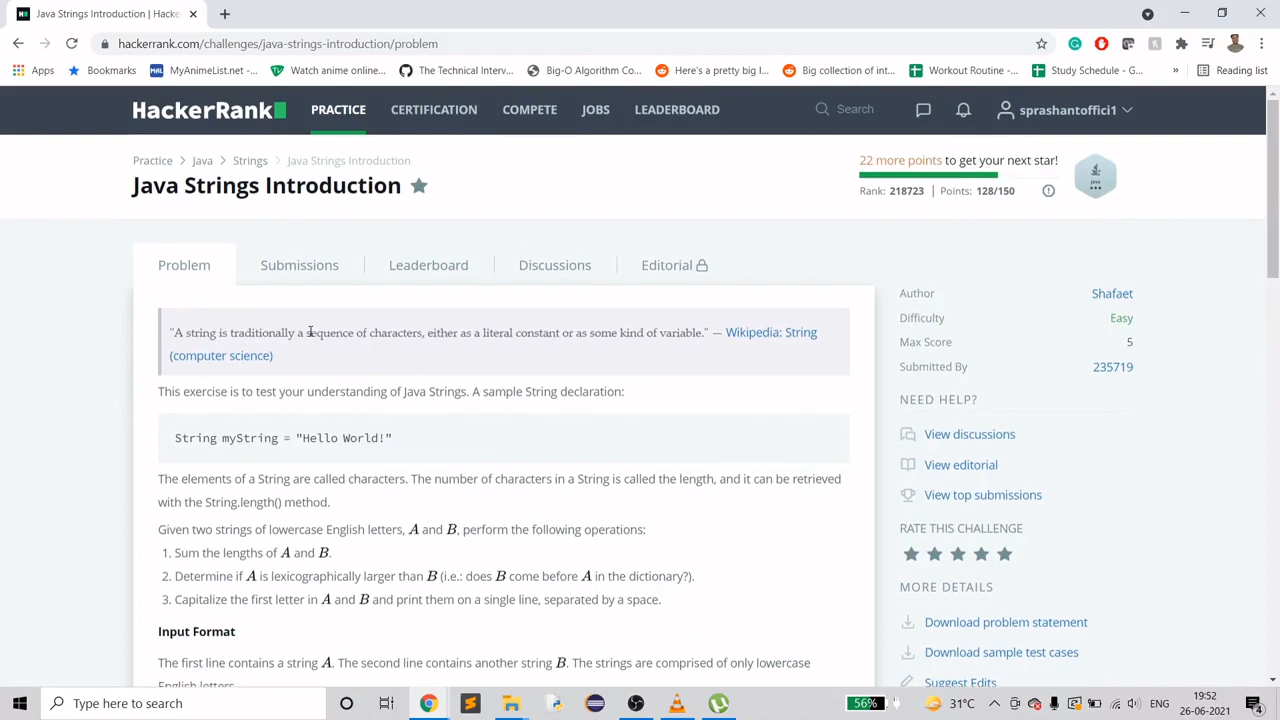 Java Strings Introduction | Hacke
hackerrank.com/challenges/java-strings-introduction/problem
Apps Bookmarks MyAnimeList.net -... Watch anime online... The Technical Interv... Big-O Algorithm Co... Here's a pretty big l... Big collection of int... Workout Routine -... Study Schedule - G... » Reading list
HackerRank PRACTICE CERTIFICATION COMPETE JOBS LEADERBOARD Search sprashantoffici1
Practice > Java > Strings > Java Strings Introduction
22 more points to get your next star!
Java Strings Introduction
Rank: 218723 | Points: 128/150
java
Problem Submissions Leaderboard Discussions Editorial
"A string is traditionally a sequence of characters, either as a literal constant or as some kind of variable." — Wikipedia: String
(computer science)
This exercise is to test your understanding of Java Strings. A sample String declaration:
String myString = "Hello World!"
The elements of a String are called characters. The number of characters in a String is called the length, and it can be retrieved
with the String.length() method.
Given two strings of lowercase English letters, A and B, perform the following operations:
1. Sum the lengths of A and B.
2. Determine if A is lexicographically larger than B (i.e.: does B come before A in the dictionary?).
3. Capitalize the first letter in A and B and print them on a single line, separated by a space.
Input Format
The first line contains a string A. The second line contains another string B. The strings are comprised of only lowercase
English letters.
Author Shafaet
Difficulty Easy
Max Score 5
Submitted By 235719
NEED HELP?
View discussions
View editorial
View top submissions
RATE THIS CHALLENGE
MORE DETAILS
Download problem statement
Download sample test cases
Suggest Edits
Type here to search
56%
31°C
ENG
19:52
26-06-2021
4